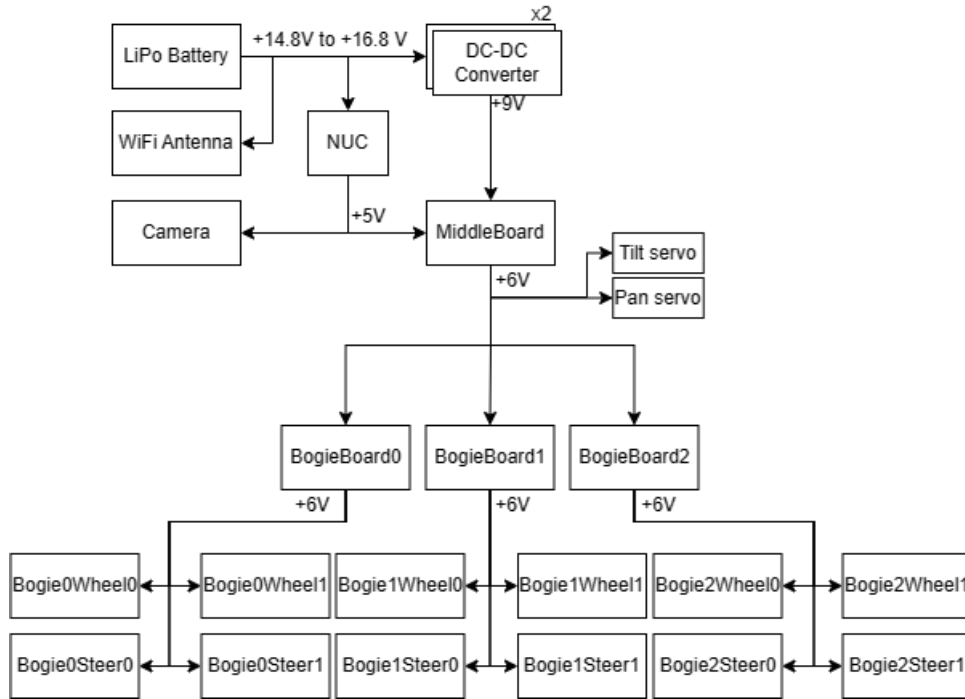 x2
LiPo Battery
+14.8V to +16.8 V
DC-DC
Converter
+9V
WiFi Antenna
NUC
Camera
+5V
MiddleBoard
+6V
Tilt servo
Pan servo
BogieBoard0
BogieBoard1
BogieBoard2
+6V
+6V
+6V
Bogie0Wheel0
Bogie0Wheel1
Bogie1Wheel0
Bogie1Wheel1
Bogie2Wheel0
Bogie2Wheel1
Bogie0Steer0
Bogie0Steer1
Bogie1Steer0
Bogie1Steer1
Bogie2Steer0
Bogie2Steer1